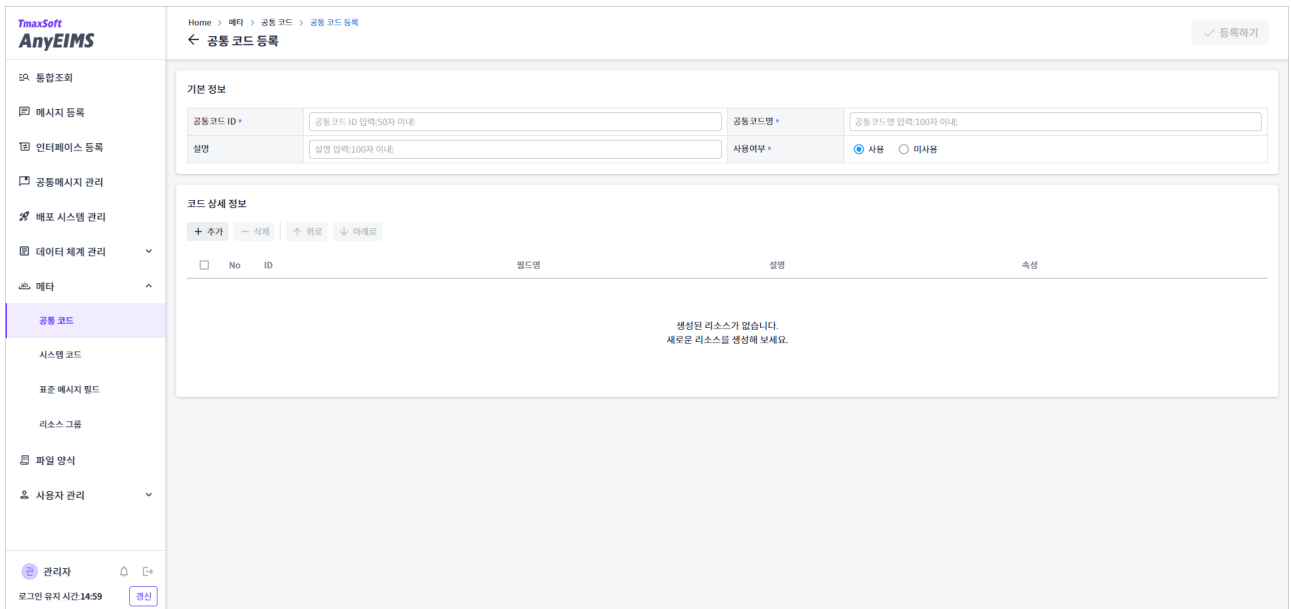 TmaxSoft
AnyEIMS
통합조회
메시지 등록
인터페이스 등록
공통메시지 관리
배포 시스템 관리
데이터 체계 관리
메타
공통 코드
시스템 코드
표준 메시지 필드
리소스 그룹
파일 양식
사용자 관리
관 관리자
로그인 유지 시간:14:59 갱신
Home > 메타 > 공통 코드 > 공통 코드 등록
← 공통 코드 등록
등록하기
기본 정보
공통코드 ID * 공통코드 ID 입력(50자 이내) 공통코드명 * 공통코드명 입력(100자 이내)
설명 설명 입력(100자 이내) 사용여부 * 사용 미사용
코드 상세 정보
+ 추가 − 삭제 ↑ 위로 ↓ 아래로
No ID 필드명 설명 속성
생성된 리소스가 없습니다.
새로운 리소스를 생성해 보세요.